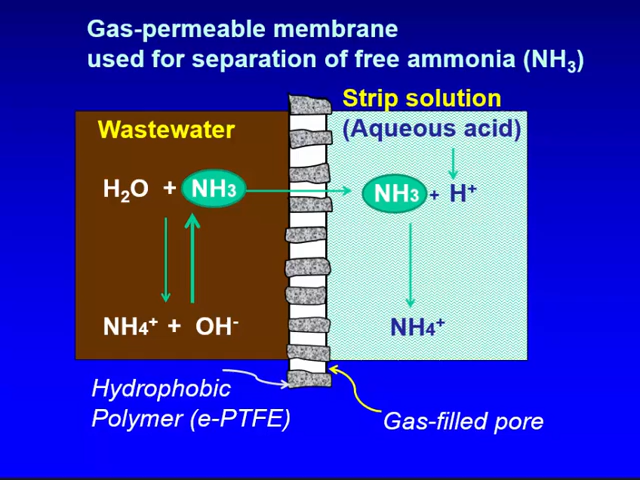 Gas-permeable membrane
used for separation of free ammonia (NH₃)
Strip solution
(Aqueous acid)
Wastewater
H₂O + NH₃
NH₃ + H⁺
NH₄⁺ + OH⁻
NH₄⁺
Hydrophobic
Polymer (e-PTFE)
Gas-filled pore